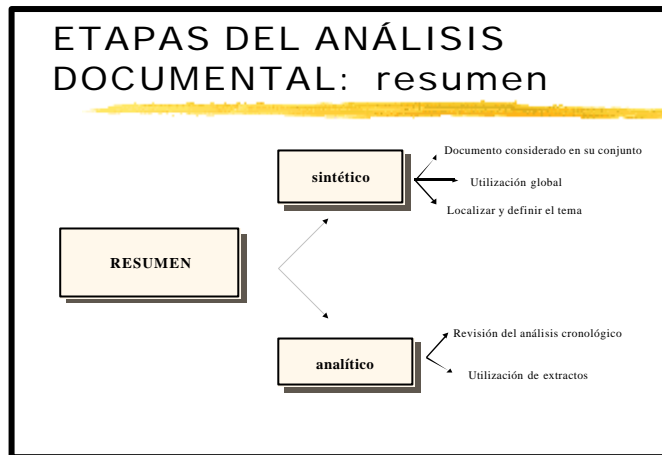 ETAPAS DEL ANÁLISIS
DOCUMENTAL: resumen
Documento considerado en su conjunto
sintético
Utilización global
Localizar y definir el tema
RESUMEN
Revisión del análisis cronológico
analítico
Utilización de extractos